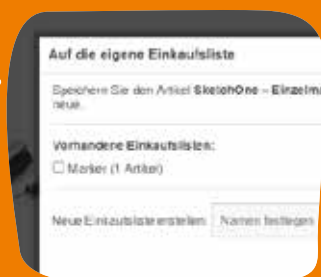 Auf die eigene Einkaufsliste
Speichern Sie den Artikel SketchOne – Einzelma
neue.
Vorhandene Einkaufslisten:
Marker (1 Artikel)
Neue Einkaufsliste erstellen: Namen festlegen